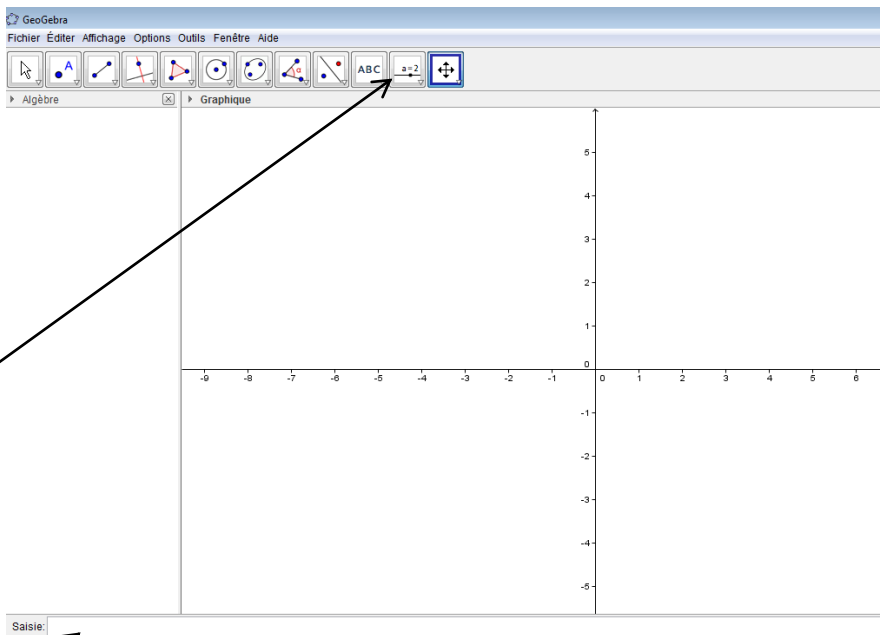 GeoGebra
Fichier Éditer Affichage Options Outils Fenêtre Aide
A α ABC a=2
Algèbre Graphique
5
4
3
2
1
0
-9 -8 -7 -6 -5 -4 -3 -2 -1 0 1 2 3 4 5 6
-1
-2
-3
-4
-5
Saisie: